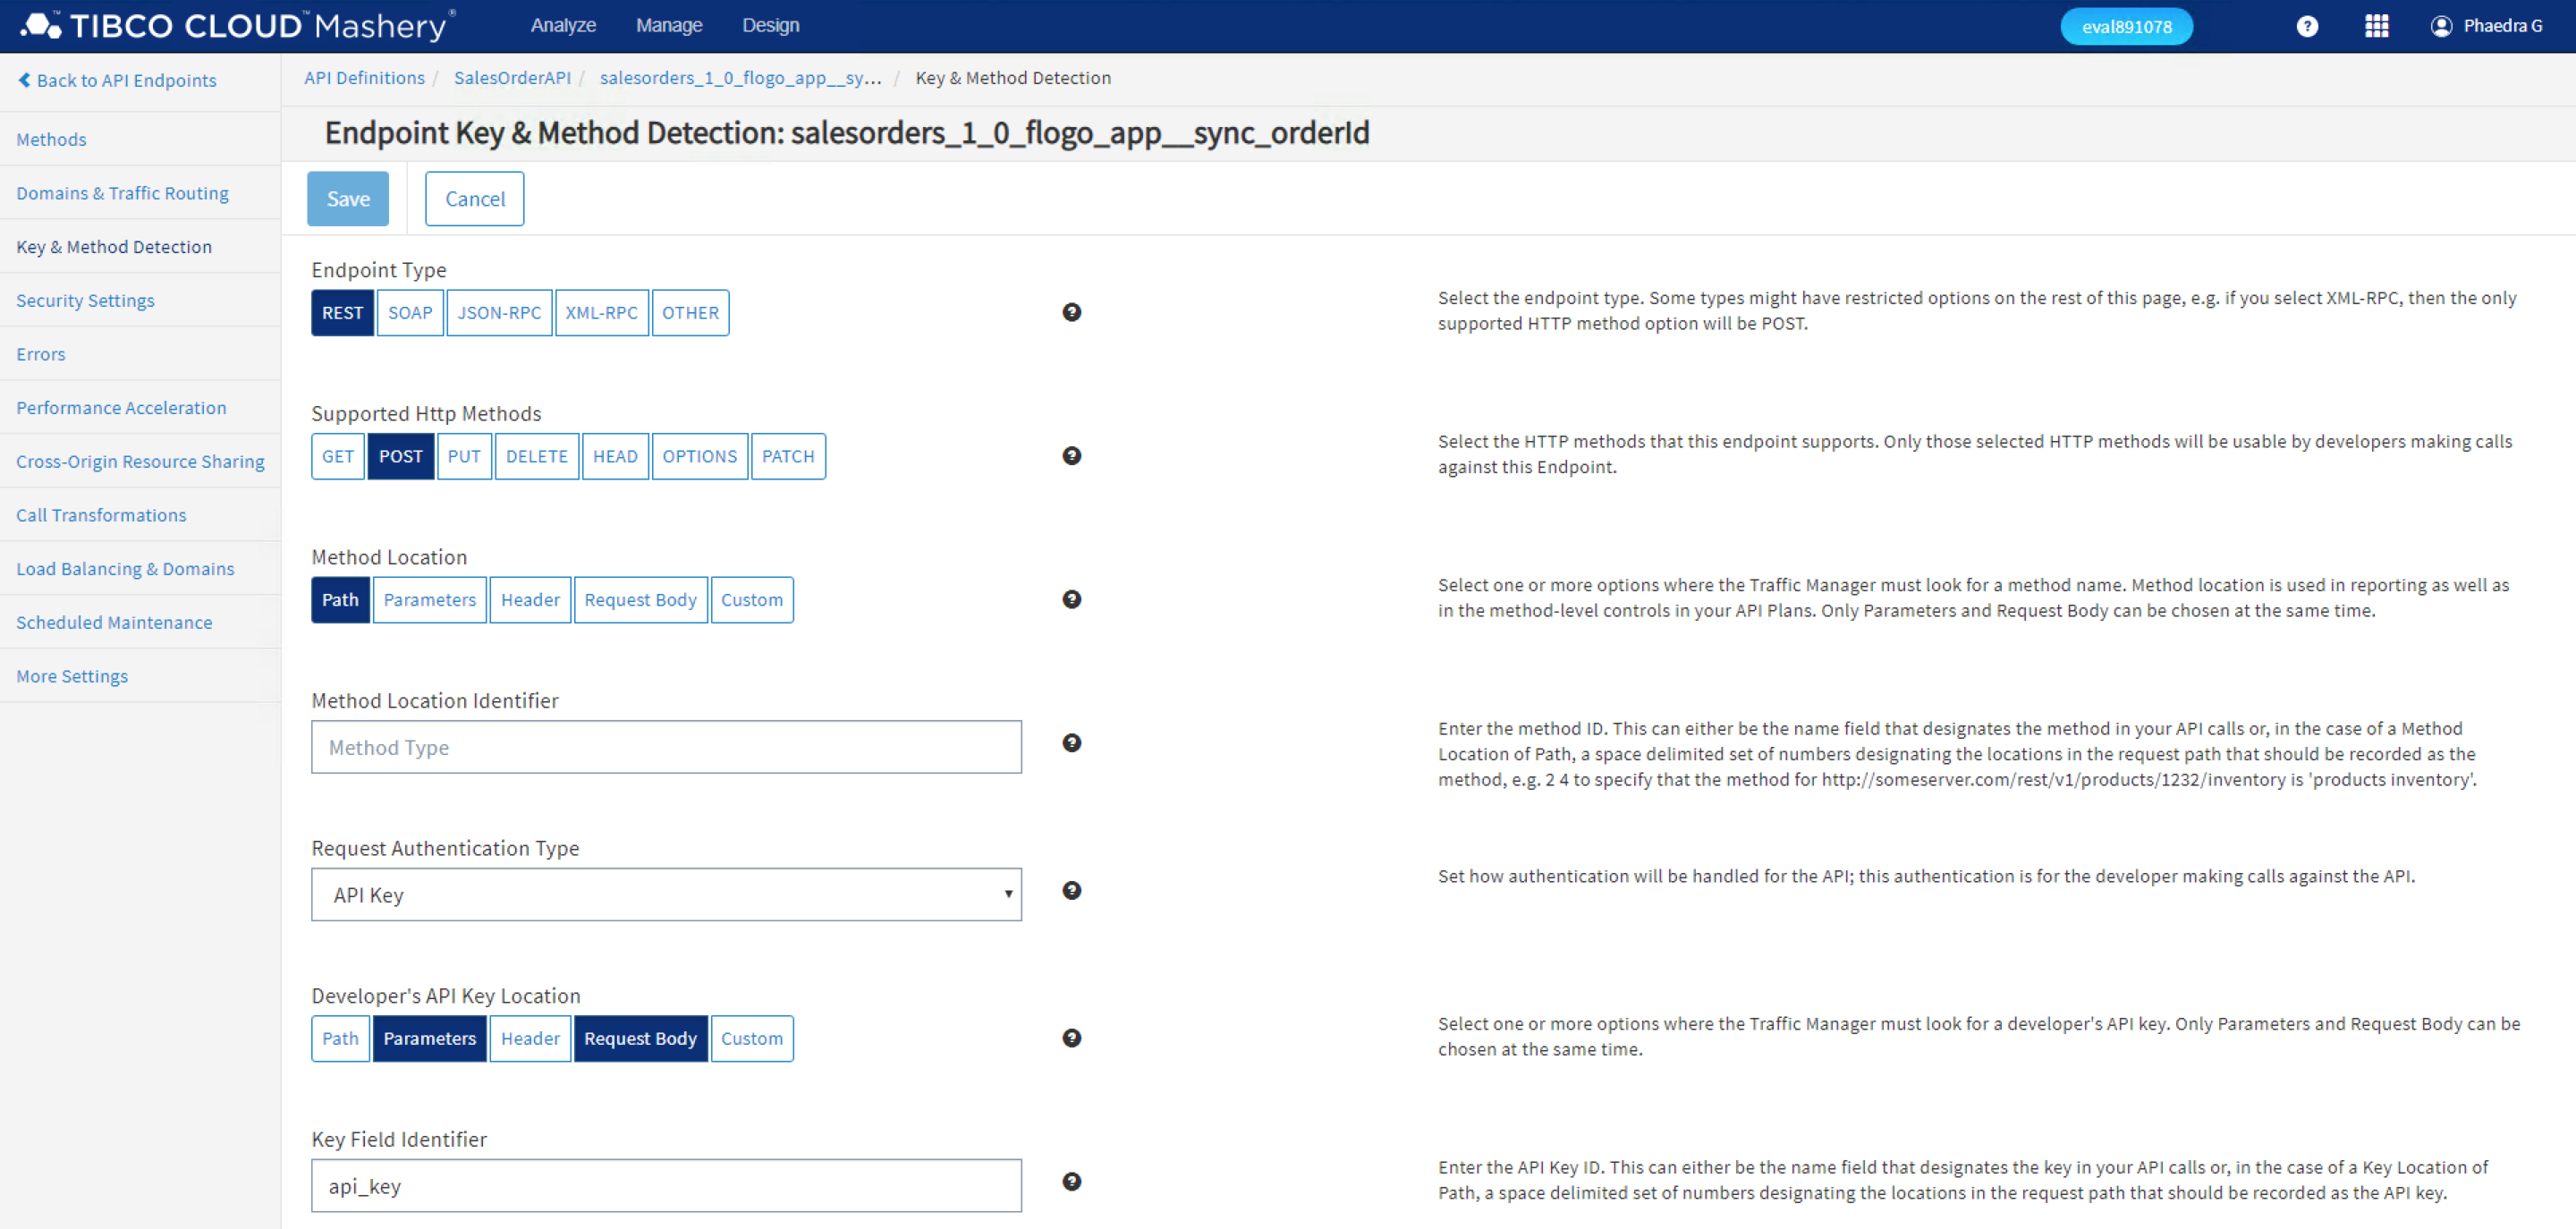 TIBCO CLOUD™ Mashery®
Analyze Manage Design
eval891078
? Phaedra G
Back to API Endpoints
API Definitions / SalesOrderAPI / salesorders_1_0_flogo_app__sy... / Key & Method Detection
Endpoint Key & Method Detection: salesorders_1_0_flogo_app__sync_orderId
Methods
Domains & Traffic Routing
Key & Method Detection
Security Settings
Errors
Performance Acceleration
Cross-Origin Resource Sharing
Call Transformations
Load Balancing & Domains
Scheduled Maintenance
More Settings
Save Cancel
Endpoint Type
REST SOAP JSON-RPC XML-RPC OTHER
?
Select the endpoint type. Some types might have restricted options on the rest of this page, e.g. if you select XML-RPC, then the only
supported HTTP method option will be POST.
Supported Http Methods
GET POST PUT DELETE HEAD OPTIONS PATCH
?
Select the HTTP methods that this endpoint supports. Only those selected HTTP methods will be usable by developers making calls
against this Endpoint.
Method Location
Path Parameters Header Request Body Custom
?
Select one or more options where the Traffic Manager must look for a method name. Method location is used in reporting as well as
in the method-level controls in your API Plans. Only Parameters and Request Body can be chosen at the same time.
Method Location Identifier
Method Type
?
Enter the method ID. This can either be the name field that designates the method in your API calls or, in the case of a Method
Location of Path, a space delimited set of numbers designating the locations in the request path that should be recorded as the
method, e.g. 2 4 to specify that the method for http://someserver.com/rest/v1/products/1232/inventory is 'products inventory'.
Request Authentication Type
API Key
?
Set how authentication will be handled for the API; this authentication is for the developer making calls against the API.
Developer's API Key Location
Path Parameters Header Request Body Custom
?
Select one or more options where the Traffic Manager must look for a developer's API key. Only Parameters and Request Body can be
chosen at the same time.
Key Field Identifier
api_key
?
Enter the API Key ID. This can either be the name field that designates the key in your API calls or, in the case of a Key Location of
Path, a space delimited set of numbers designating the locations in the request path that should be recorded as the API key.